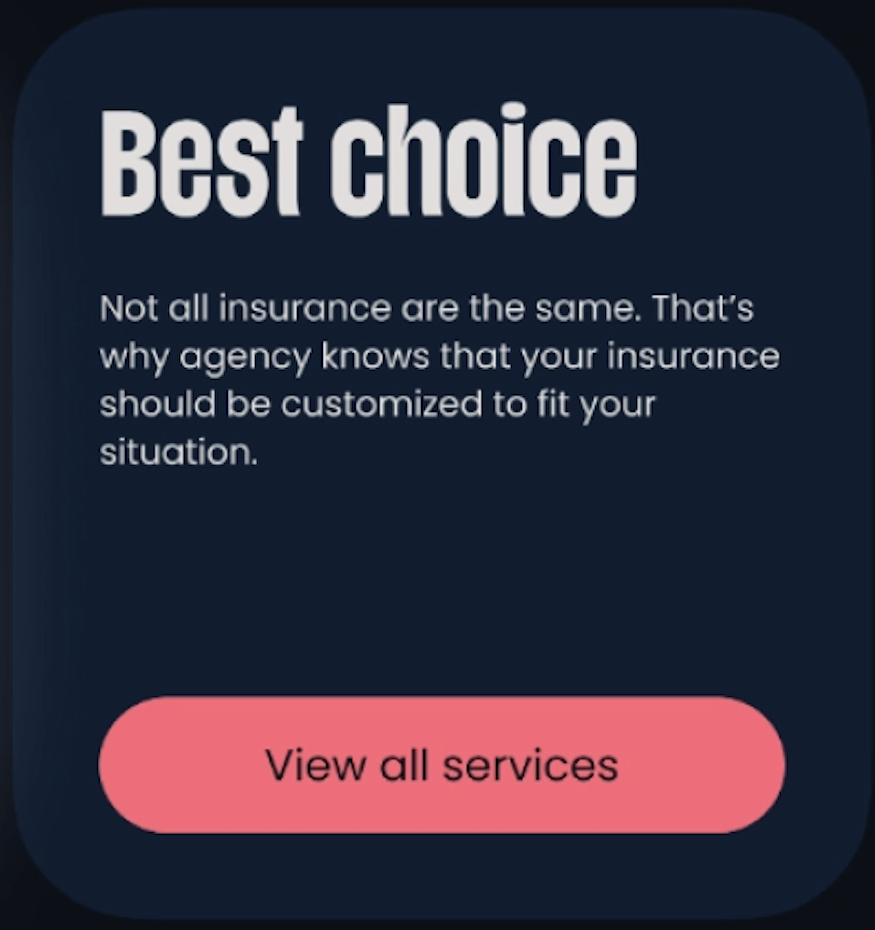 Best choice
Not all insurance are the same. That’s
why agency knows that your insurance
should be customized to fit your
situation.
View all services